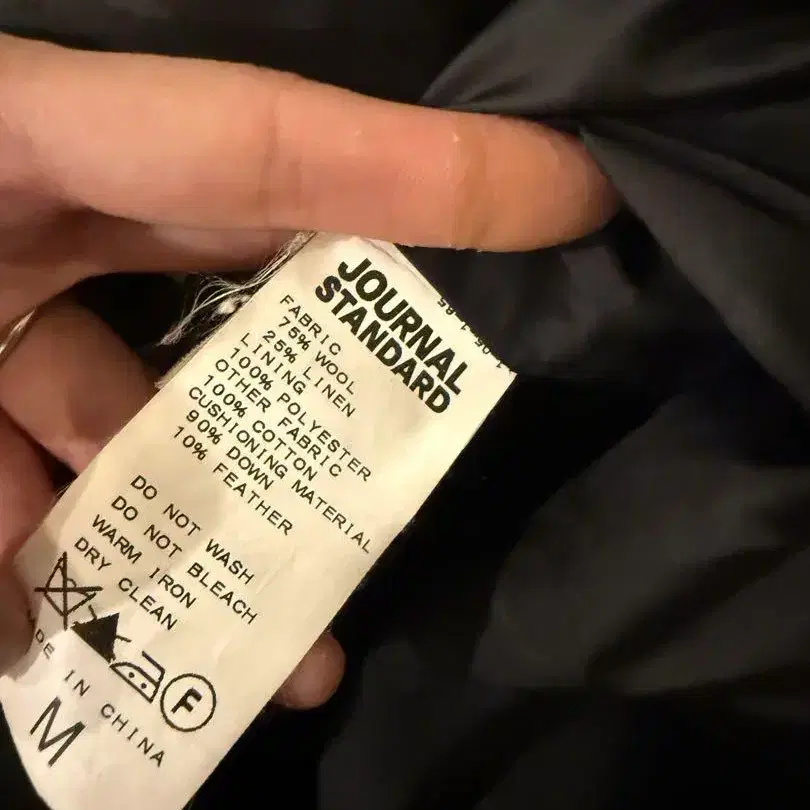 JOURNAL
STANDARD
FABRIC
75% WOOL
25% LINEN
LINING
100% POLYESTER
OTHER FABRIC
100% COTTON
CUSHIONING MATERIAL
90% DOWN
10% FEATHER
DO NOT WASH
DO NOT BLEACH
WARM IRON
DRY CLEAN
F
IN CHINA
M